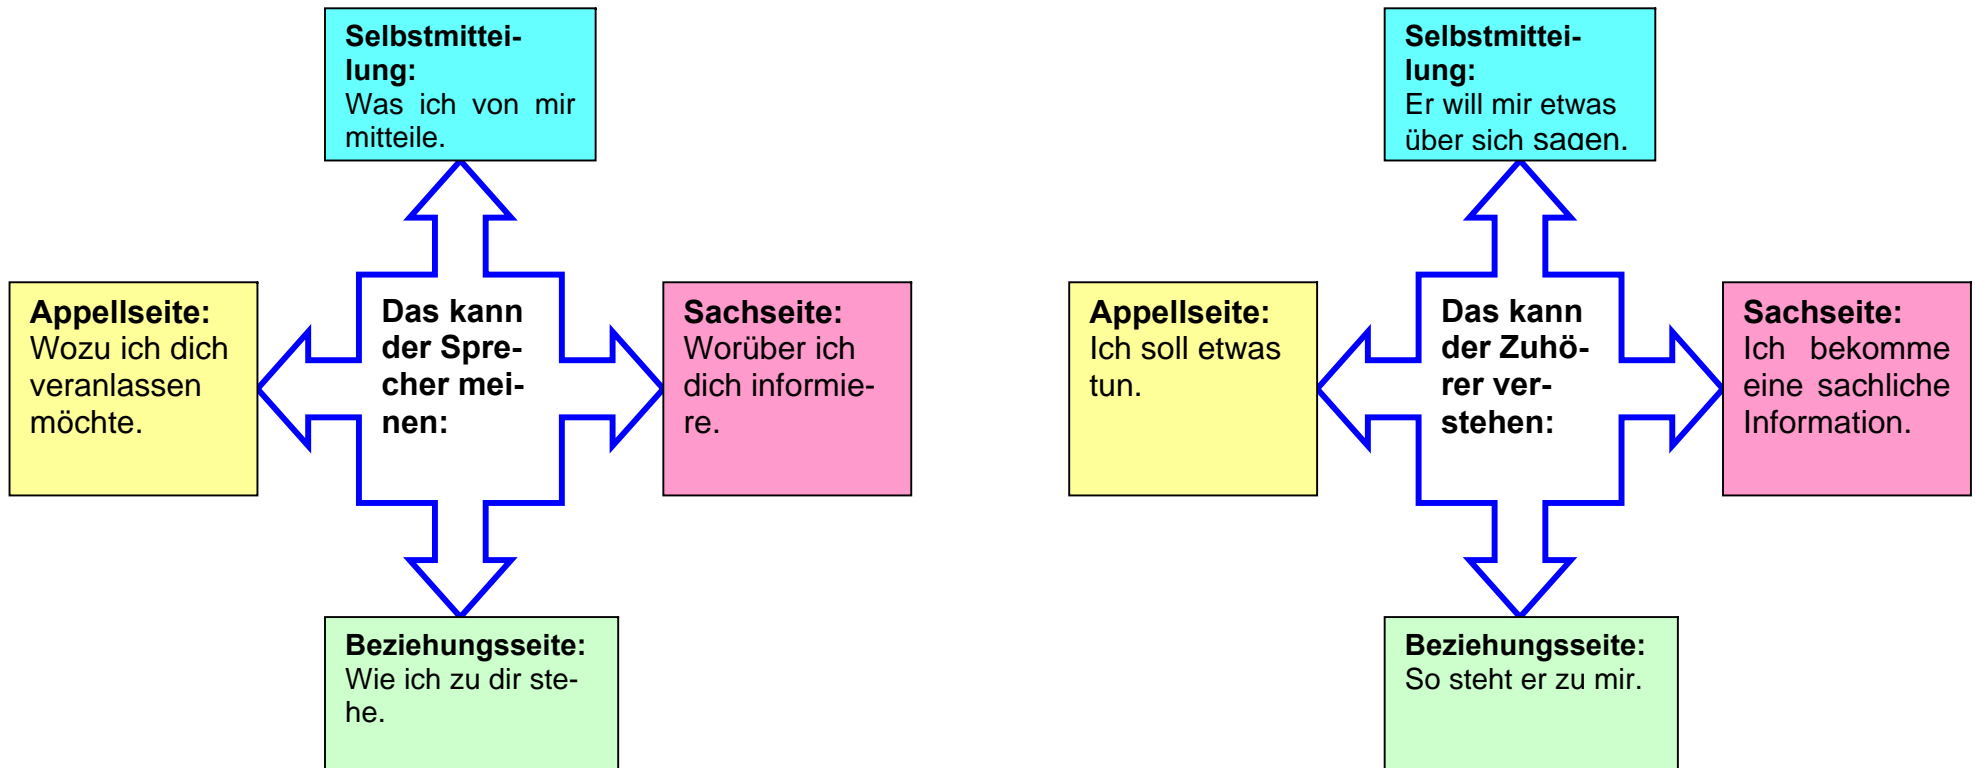 Selbstmittei-
lung:
Was ich von mir
mitteile.
Appellseite:
Wozu ich dich
veranlassen
möchte.
Das kann
der Spre-
cher mei-
nen:
Sachseite:
Worüber ich
dich informie-
re.
Beziehungsseite:
Wie ich zu dir ste-
he.
Selbstmittei-
lung:
Er will mir etwas
über sich sagen.
Appellseite:
Ich soll etwas
tun.
Das kann
der Zuhö-
rer ver-
stehen:
Sachseite:
Ich bekomme
eine sachliche
Information.
Beziehungsseite:
So steht er zu mir.